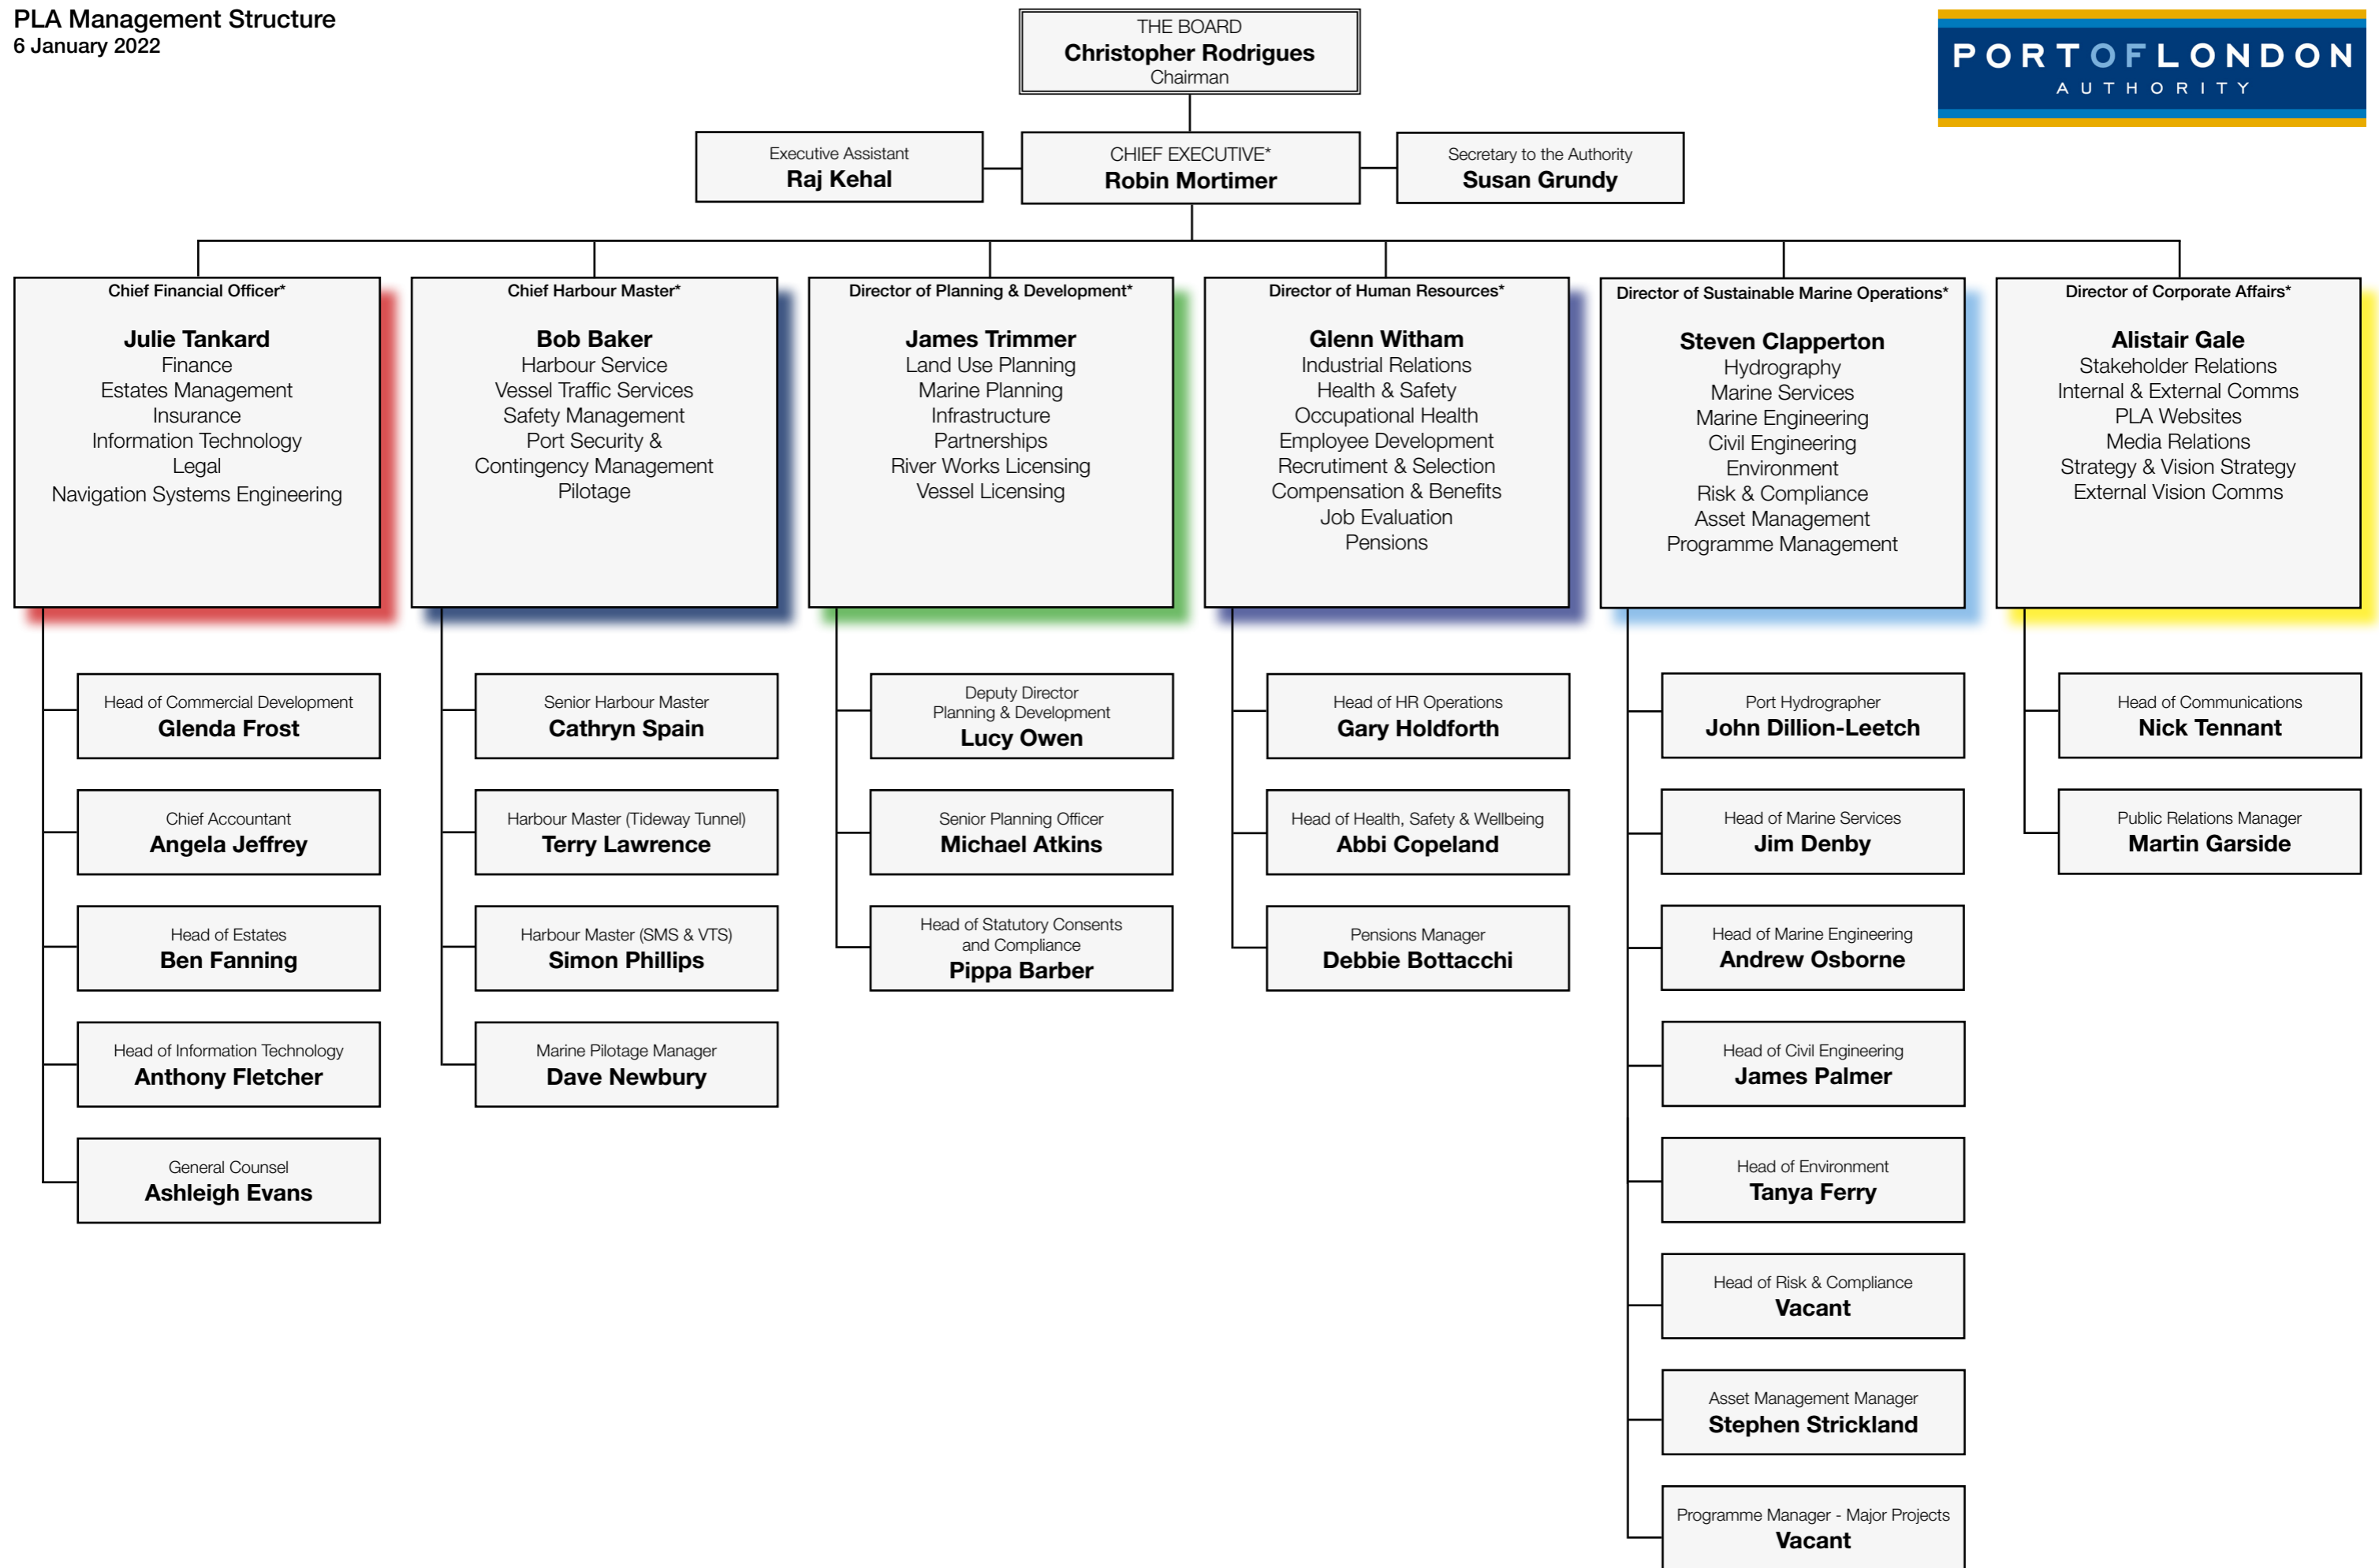 PLA Management Structure
6 January 2022
THE BOARD
Christopher Rodrigues
Chairman
PORTOFLONDON
AUTHORITY
Executive Assistant
Raj Kehal
CHIEF EXECUTIVE*
Robin Mortimer
Secretary to the Authority
Susan Grundy
Chief Financial Officer*
Julie Tankard
Finance
Estates Management
Insurance
Information Technology
Legal
Navigation Systems Engineering
Chief Harbour Master*
Bob Baker
Harbour Service
Vessel Traffic Services
Safety Management
Port Security &
Contingency Management
Pilotage
Director of Planning & Development*
James Trimmer
Land Use Planning
Marine Planning
Infrastructure
Partnerships
River Works Licensing
Vessel Licensing
Director of Human Resources*
Glenn Witham
Industrial Relations
Health & Safety
Occupational Health
Employee Development
Recrutiment & Selection
Compensation & Benefits
Job Evaluation
Pensions
Director of Sustainable Marine Operations*
Steven Clapperton
Hydrography
Marine Services
Marine Engineering
Civil Engineering
Environment
Risk & Compliance
Asset Management
Programme Management
Director of Corporate Affairs*
Alistair Gale
Stakeholder Relations
Internal & External Comms
PLA Websites
Media Relations
Strategy & Vision Strategy
External Vision Comms
Head of Commercial Development
Glenda Frost
Chief Accountant
Angela Jeffrey
Head of Estates
Ben Fanning
Head of Information Technology
Anthony Fletcher
General Counsel
Ashleigh Evans
Senior Harbour Master
Cathryn Spain
Harbour Master (Tideway Tunnel)
Terry Lawrence
Harbour Master (SMS & VTS)
Simon Phillips
Marine Pilotage Manager
Dave Newbury
Deputy Director
Planning & Development
Lucy Owen
Senior Planning Officer
Michael Atkins
Head of Statutory Consents
and Compliance
Pippa Barber
Head of HR Operations
Gary Holdforth
Head of Health, Safety & Wellbeing
Abbi Copeland
Pensions Manager
Debbie Bottacchi
Port Hydrographer
John Dillion-Leetch
Head of Marine Services
Jim Denby
Head of Marine Engineering
Andrew Osborne
Head of Civil Engineering
James Palmer
Head of Environment
Tanya Ferry
Head of Risk & Compliance
Vacant
Asset Management Manager
Stephen Strickland
Programme Manager - Major Projects
Vacant
Head of Communications
Nick Tennant
Public Relations Manager
Martin Garside